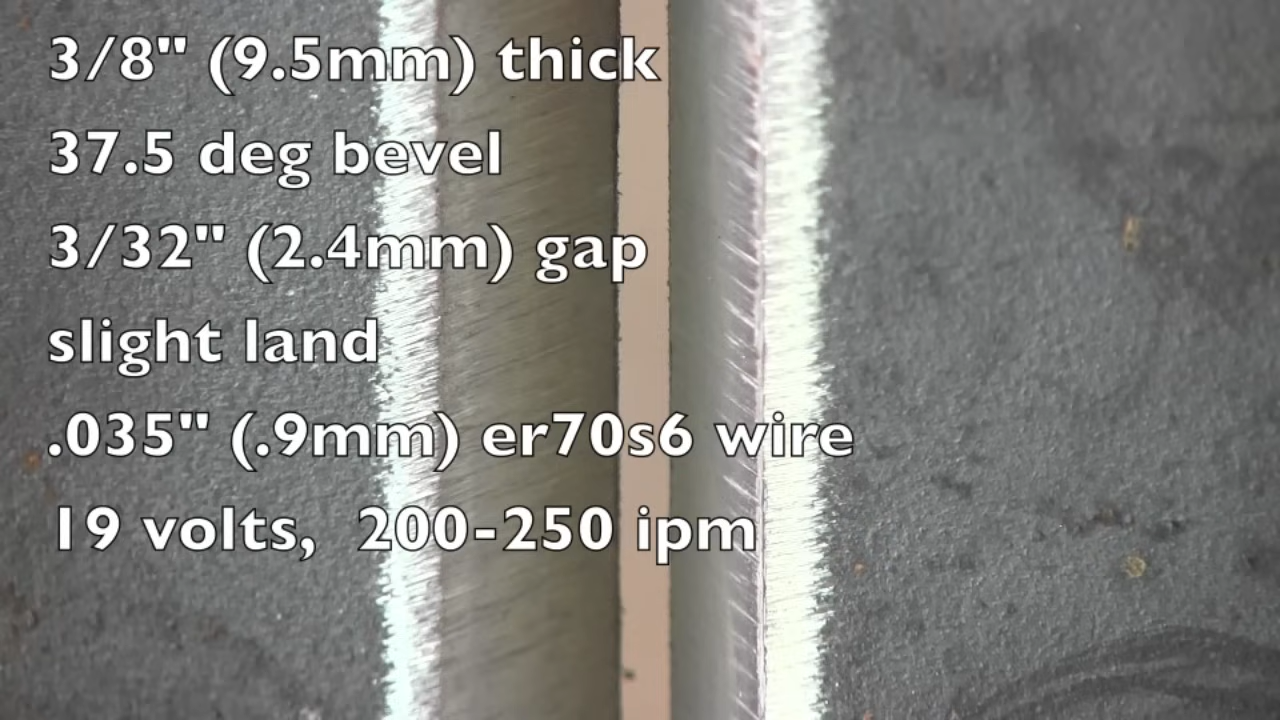 3/8" (9.5mm) thick
37.5 deg bevel
3/32" (2.4mm) gap
slight land
.035" (.9mm) er70s6 wire
19 volts, 200-250 ipm